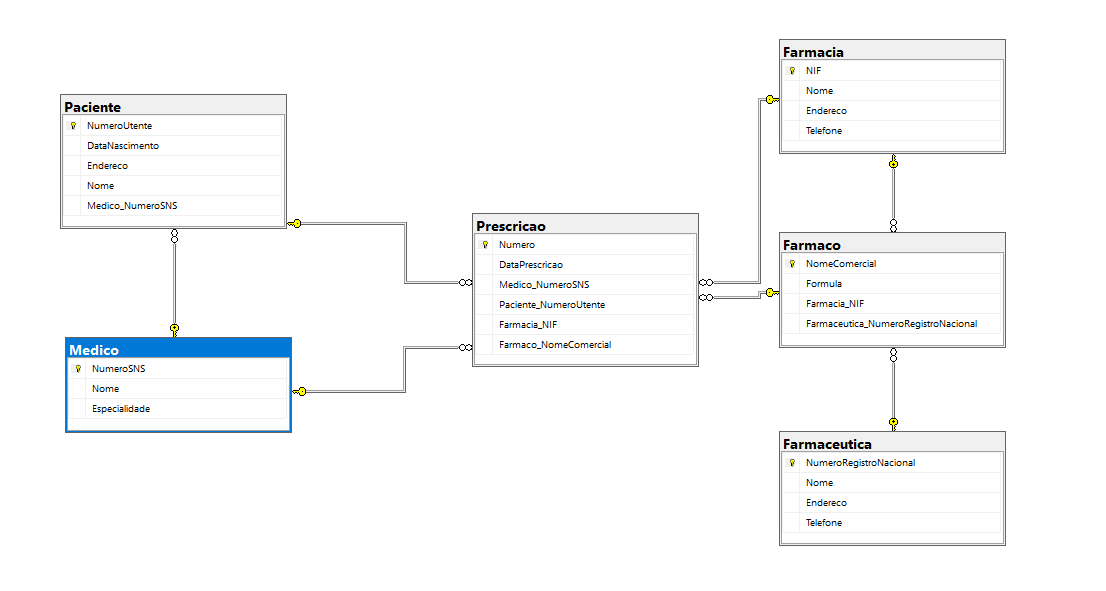 Paciente
NumeroUtente
DataNascimento
Endereco
Nome
Medico_NumeroSNS
Medico
NumeroSNS
Nome
Especialidade
Prescricao
Numero
DataPrescricao
Medico_NumeroSNS
Paciente_NumeroUtente
Farmacia_NIF
Farmaco_NomeComercial
Farmacia
NIF
Nome
Endereco
Telefone
Farmaco
NomeComercial
Formula
Farmacia_NIF
Farmaceutica_NumeroRegistroNacional
Farmaceutica
NumeroRegistroNacional
Nome
Endereco
Telefone